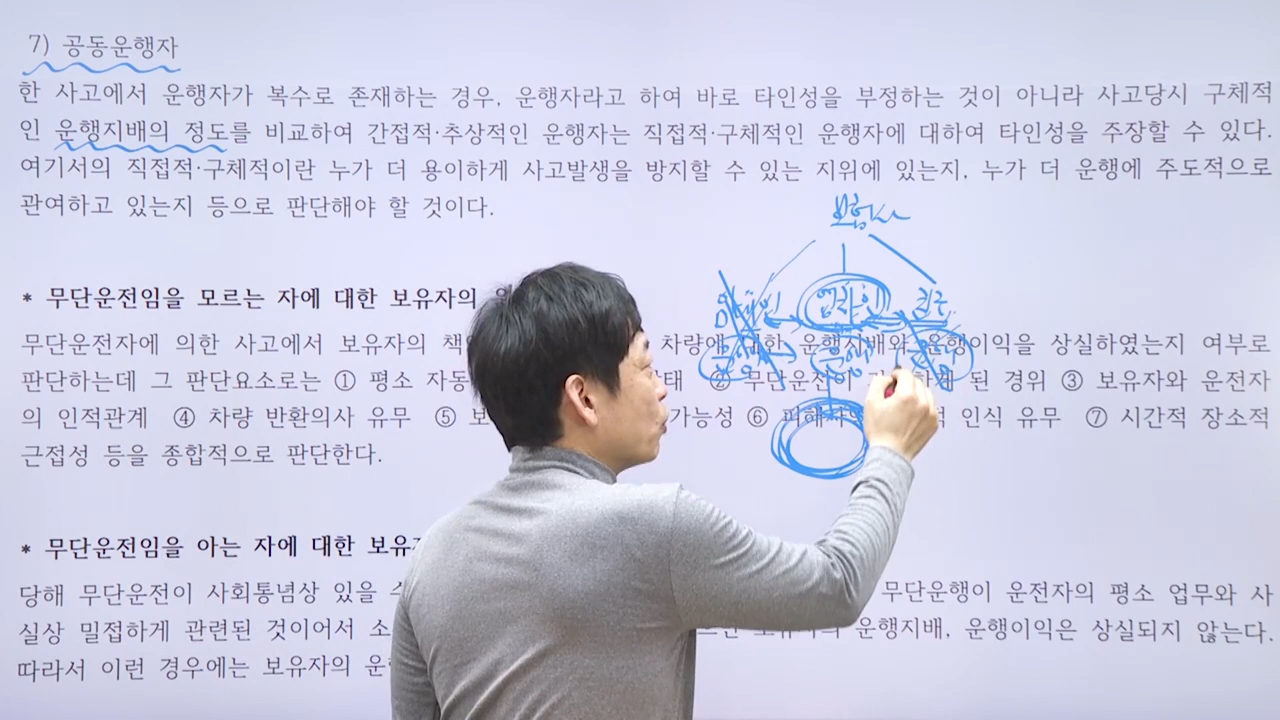 7) 공동운행자
한 사고에서 운행자가 복수로 존재하는 경우, 운행자라고 하여 바로 타인성을 부정하는 것이 아니라 사고당시 구체적
인 운행지배의 정도를 비교하여 간접적·추상적인 운행자는 직접적·구체적인 운행자에 대하여 타인성을 주장할 수 있다.
여기서의 직접적·구체적이란 누가 더 용이하게 사고발생을 방지할 수 있는 지위에 있는지, 누가 더 운행에 주도적으로
관여하고 있는지 등으로 판단해야 할 것이다.
보험사
* 무단운전임을 모르는 자에 대한 보유자의
무단운전자에 의한 사고에서 보유자의 차량에 대한 운행지배와 운행이익을 상실하였는지 여부로
판단하는데 그 판단요소로는 ① 평소 자동 ② 무단운전이 하게 된 경위 ③ 보유자와 운전자
의 인적관계 ④ 차량 반환의사 유무 ⑤ 가능성 ⑥ 인식 유무 ⑦ 시간적 장소적
근접성 등을 종합적으로 판단한다.
* 무단운전임을 아는 자에 대한
당해 무단운전이 사회통념상 있을 무단운행이 운전자의 평소 업무와 사
실상 밀접하게 관련된 것이어서 보유자의 운행지배, 운행이익은 상실되지 않는다.
따라서 이런 경우에는 보유자의